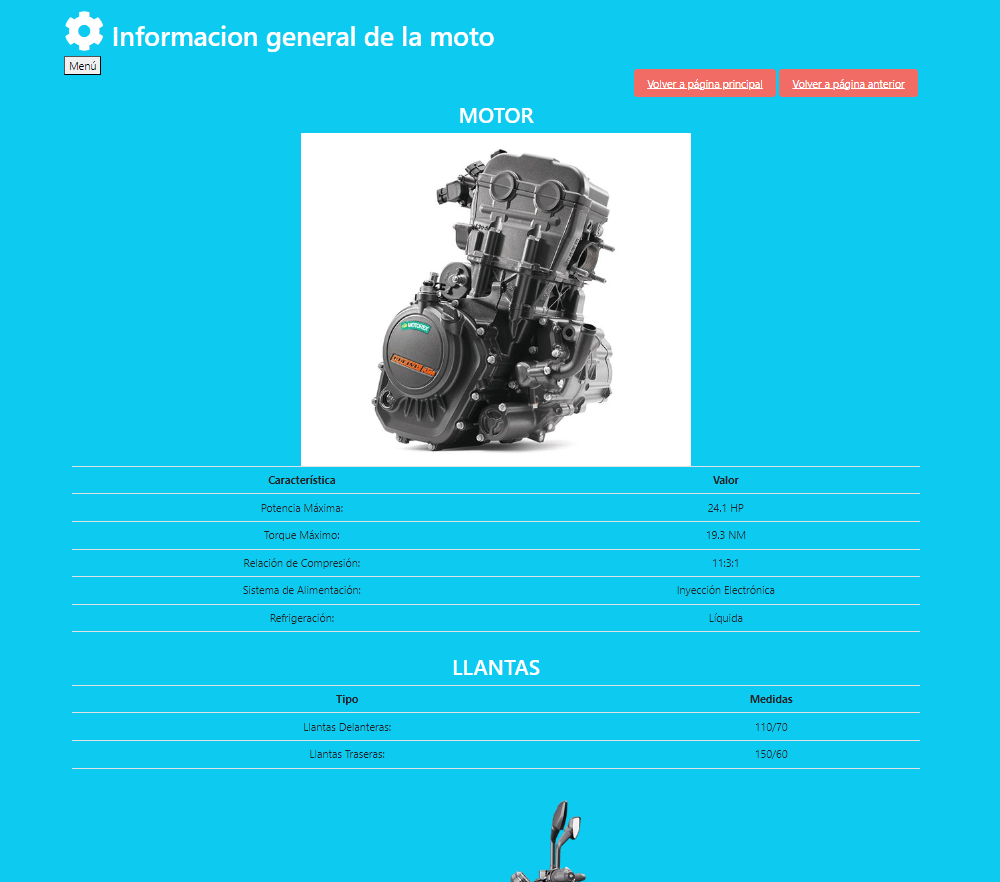 Informacion general de la moto
Menú
Volver a página principal Volver a página anterior
MOTOR
MOTOREX
Característica Valor
Potencia Máxima: 24.1 HP
Torque Máximo: 19.3 NM
Relación de Compresión: 11:3:1
Sistema de Alimentación: Inyección Electrónica
Refrigeración: Líquida
LLANTAS
Tipo Medidas
Llantas Delanteras: 110/70
Llantas Traseras: 150/60